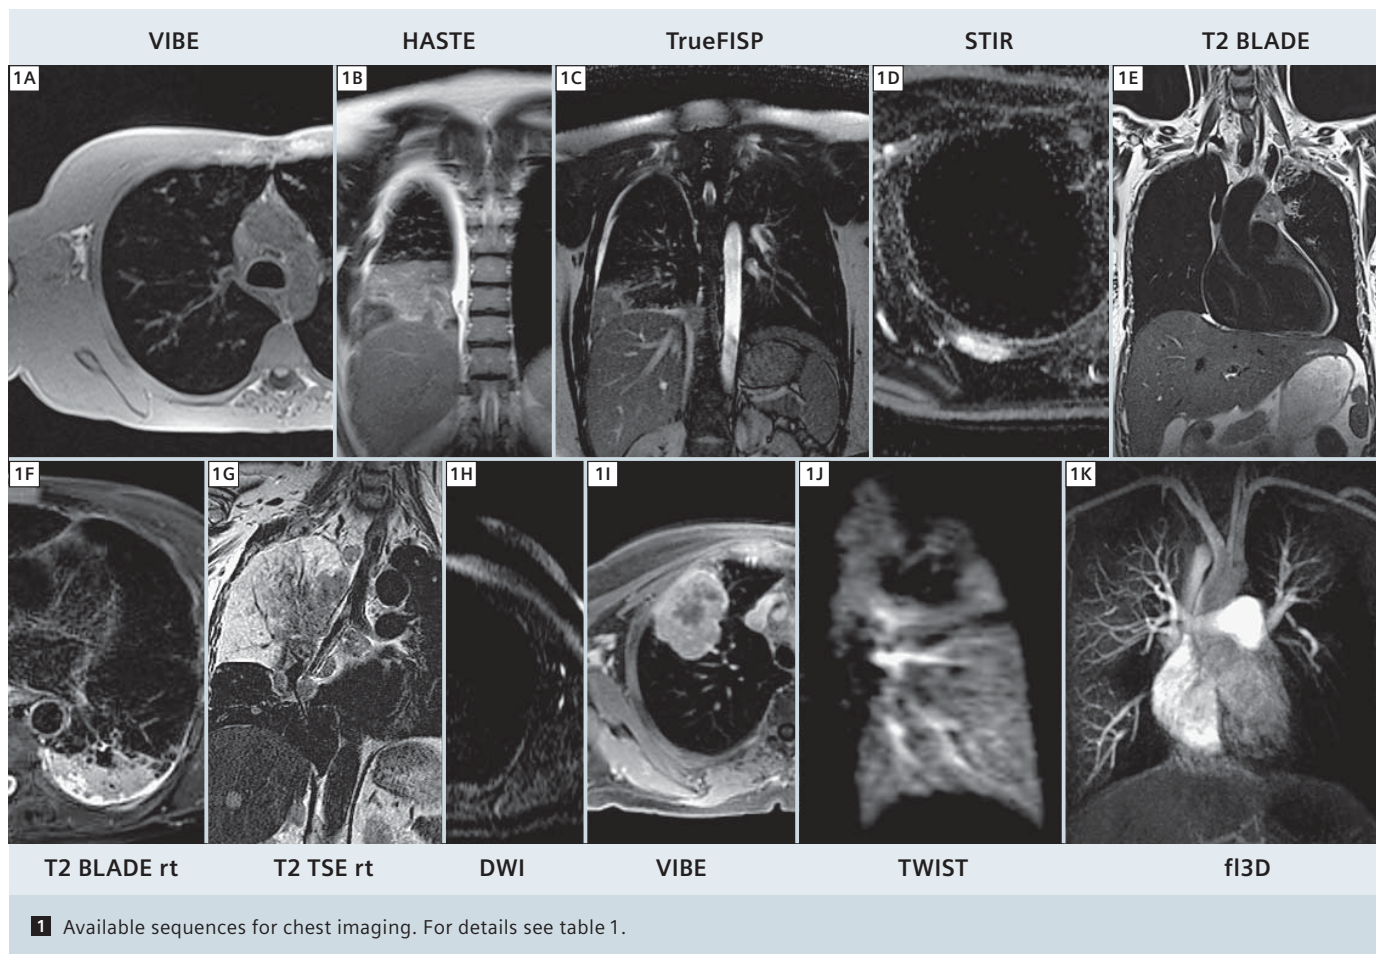 VIBE HASTE TrueFISP STIR T2 BLADE
1A 1B 1C 1D 1E
1F 1G 1H 1I 1J 1K
T2 BLADE rt T2 TSE rt DWI VIBE TWIST fl3D
1 Available sequences for chest imaging. For details see table 1.